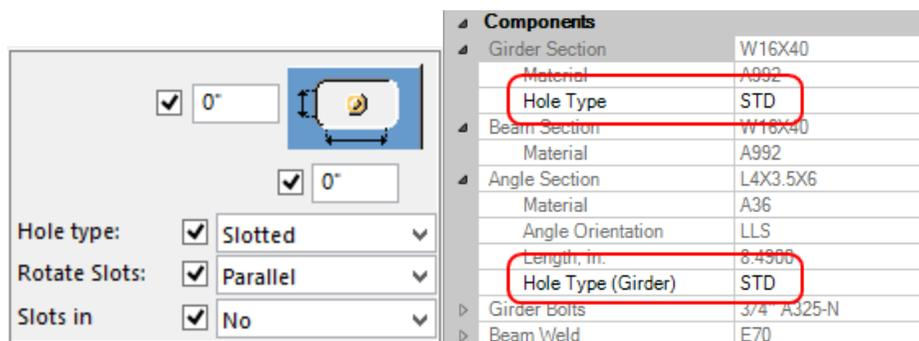 0"
0"
Hole type: Slotted
Rotate Slots: Parallel
Slots in No
Components
Girder Section W16X40
Material A992
Hole Type STD
Beam Section W16X40
Material A992
Angle Section L4X3.5X6
Material A36
Angle Orientation LLS
Length, in. 8.4900
Hole Type (Girder) STD
Girder Bolts 3/4" A325-N
Beam Weld E70